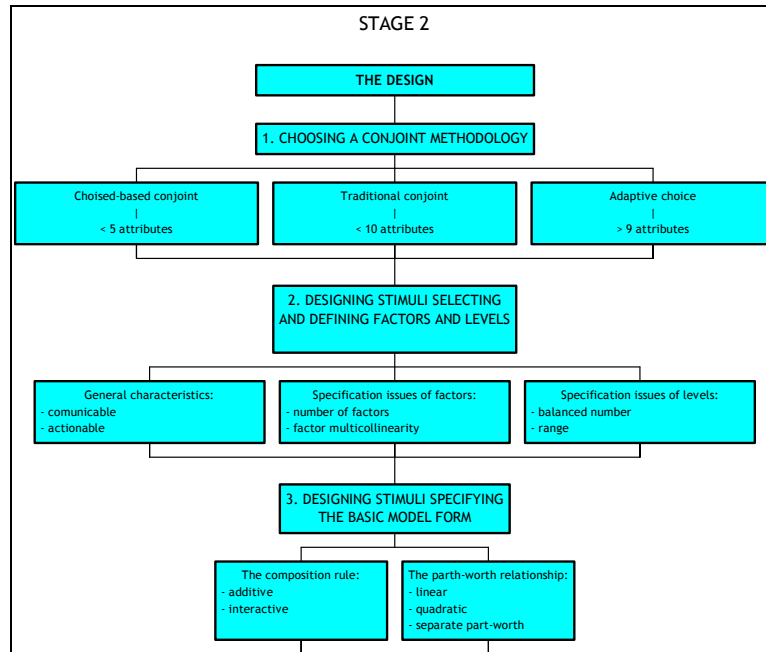 STAGE 2
THE DESIGN
1. CHOOSING A CONJOINT METHODOLOGY
Choised-based conjoint
|
< 5 attributes
Traditional conjoint
|
< 10 attributes
Adaptive choice
|
> 9 attributes
2. DESIGNING STIMULI SELECTING
AND DEFINING FACTORS AND LEVELS
General characteristics:
- comunicable
- actionable
Specification issues of factors:
- number of factors
- factor multicollinearity
Specification issues of levels:
- balanced number
- range
3. DESIGNING STIMULI SPECIFYING
THE BASIC MODEL FORM
The composition rule:
- additive
- interactive
The parth-worth relationship:
- linear
- quadratic
- separate part-worth